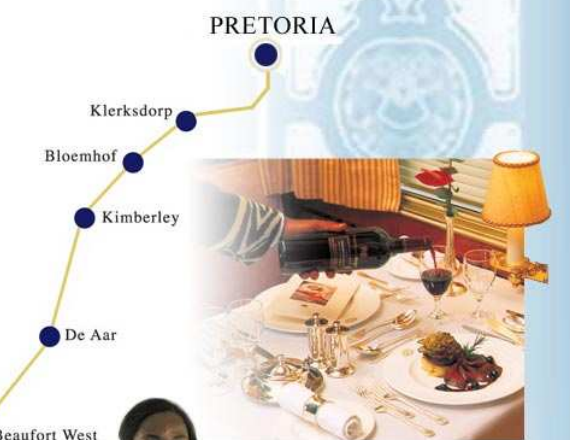 PRETORIA
Klerksdorp
Bloemhof
Kimberley
De Aar
Beaufort West